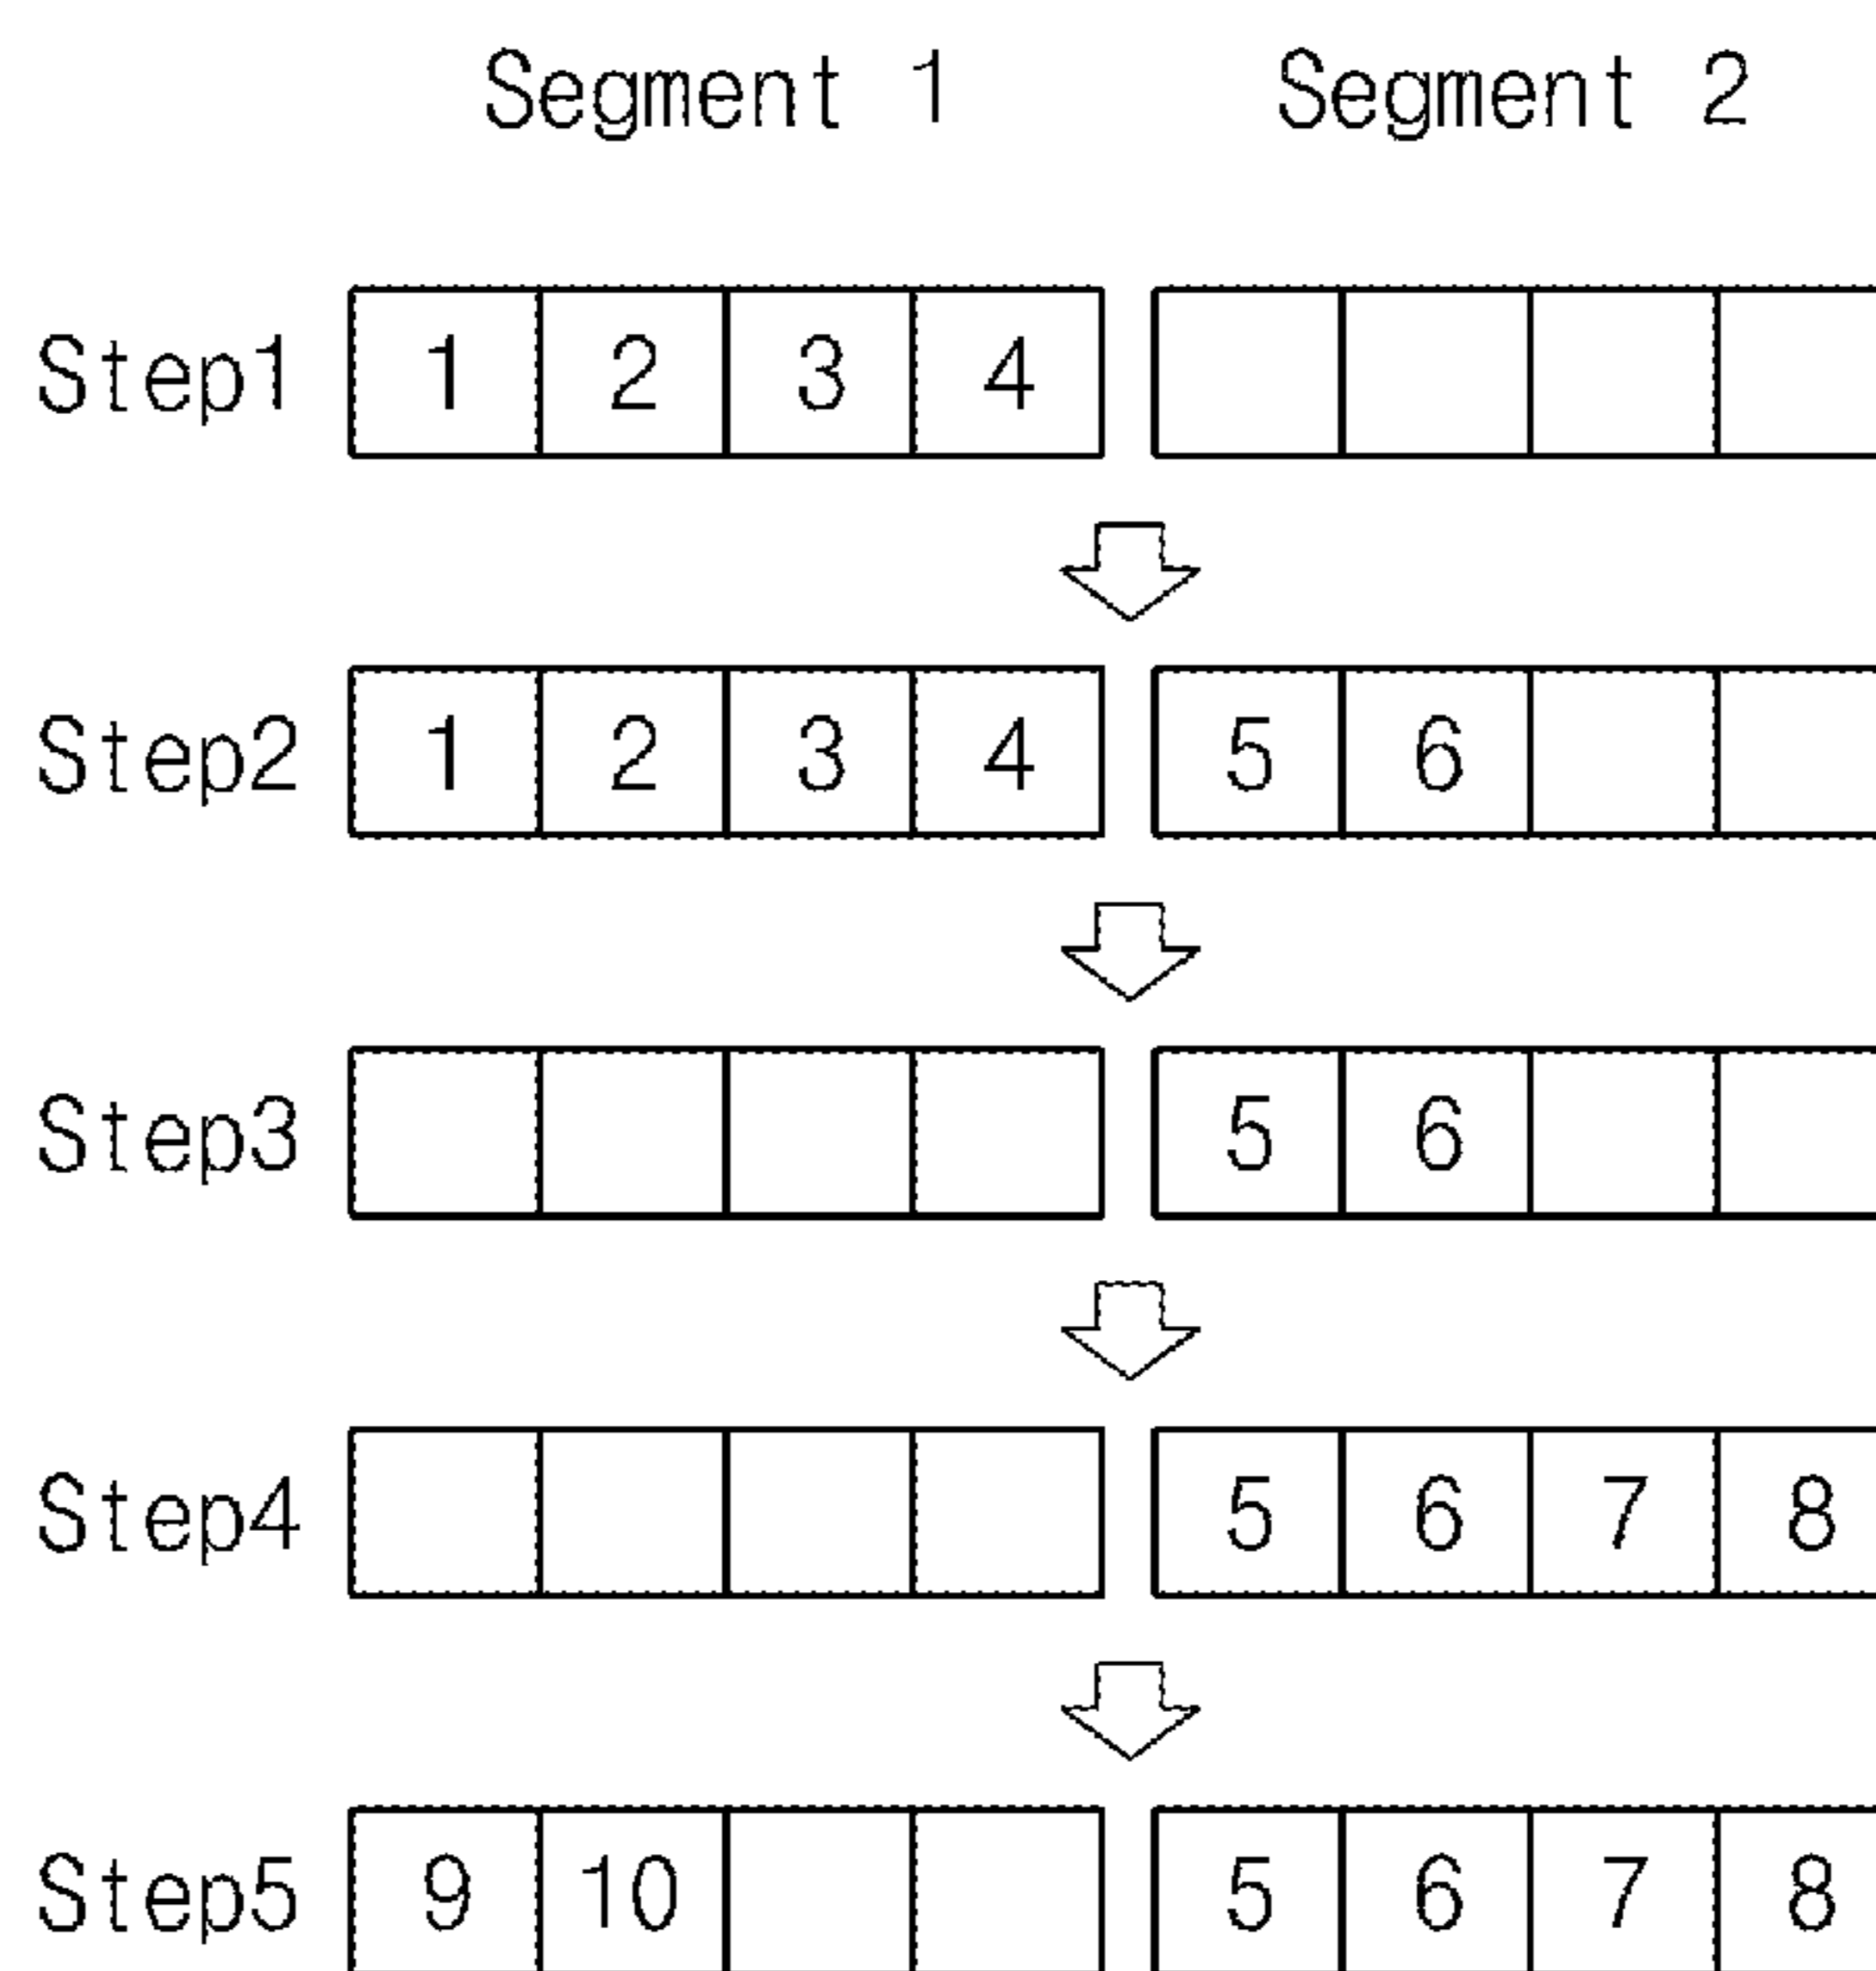 Segment 1 Segment 2
Step1 1 2 3 4
Step2 1 2 3 4 5 6
Step3 5 6
Step4 5 6 7 8
Step5 9 10 5 6 7 8